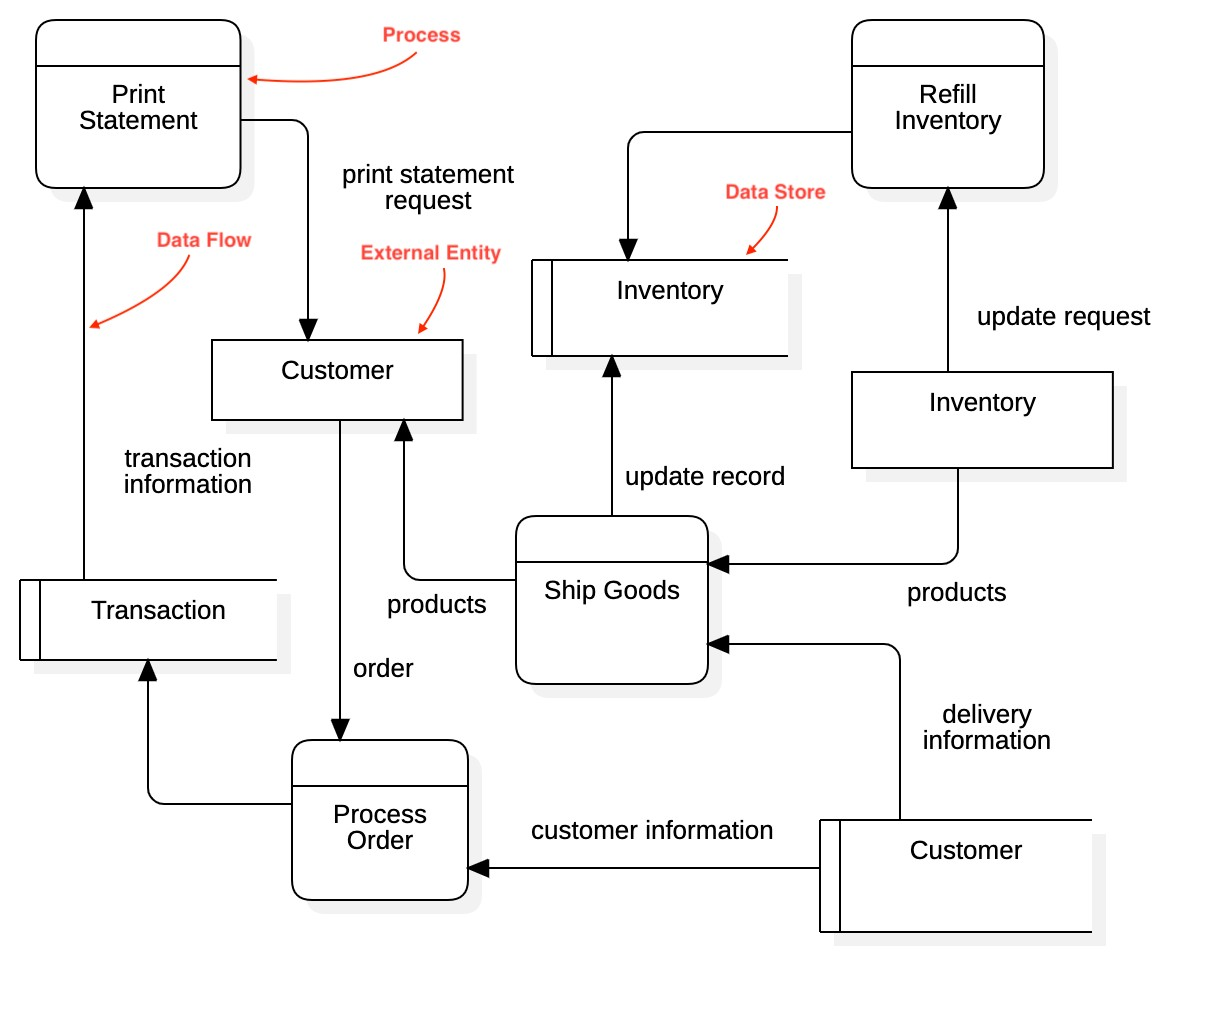 Process
Print
Statement
Refill
Inventory
print statement
request
Data Store
Data Flow
External Entity
Inventory
update request
Customer
Inventory
transaction
information
update record
Ship Goods
products
products
Transaction
order
delivery
information
Process
Order
customer information
Customer